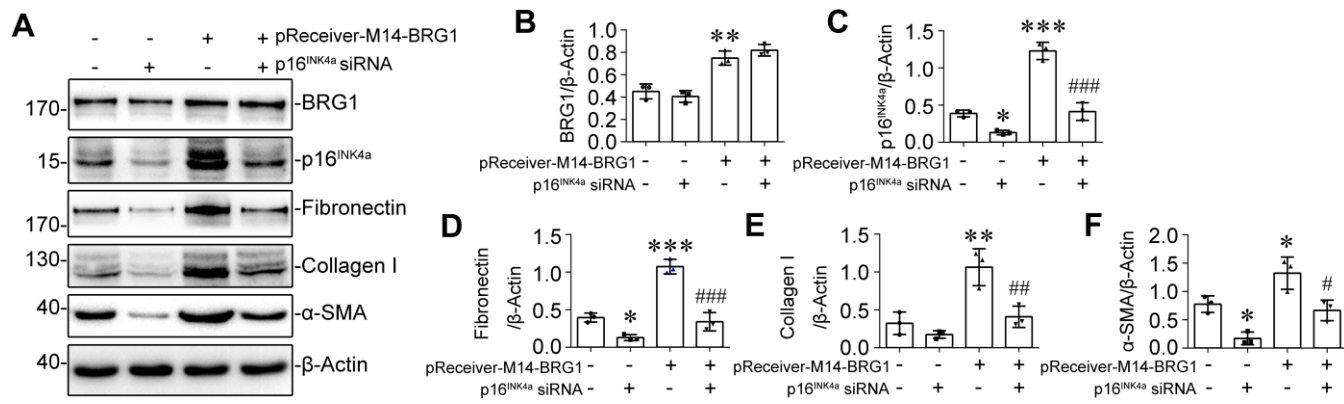 A
- - + + pReceiver-M14-BRG1
- + - + p16INK4a siRNA
170- -BRG1
15- -p16INK4a
170- -Fibronectin
130- -Collagen I
40- -α-SMA
40- -β-Actin
B
BRG1/β-Actin
1.0
0.8
0.6
0.4
0.2
0.0
**
pReceiver-M14-BRG1 - - + +
p16INK4a siRNA - + - +
C
p16INK4a/β-Actin
1.5
1.0
0.5
0.0
*
***
###
pReceiver-M14-BRG1 - - + +
p16INK4a siRNA - + - +
D
Fibronectin
/β-Actin
1.5
1.0
0.5
0.0
*
***
###
pReceiver-M14-BRG1 - - + +
p16INK4a siRNA - + - +
E
Collagen I
/β-Actin
1.5
1.0
0.5
0.0
**
##
pReceiver-M14-BRG1 - - + +
p16INK4a siRNA - + - +
F
α-SMA/β-Actin
2.0
1.5
1.0
0.5
0.0
*
*
#
pReceiver-M14-BRG1 - - + +
p16INK4a siRNA - + - +